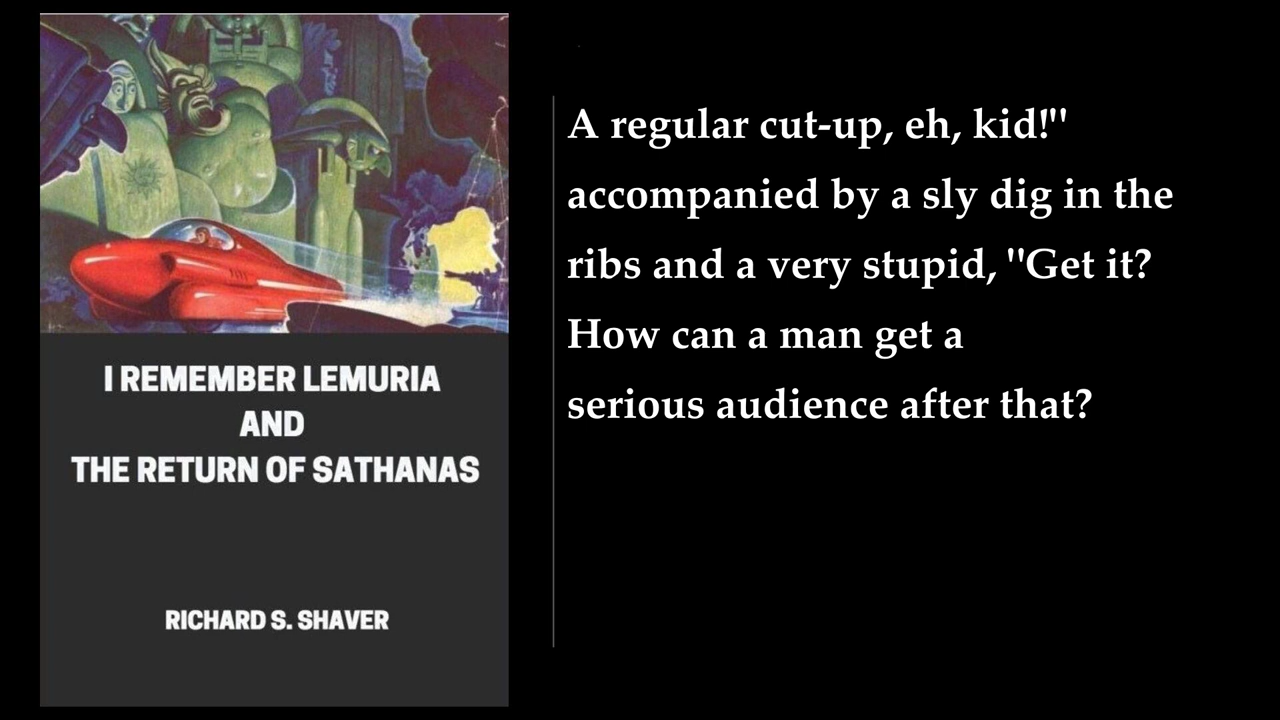 I REMEMBER LEMURIA
AND
THE RETURN OF SATHANAS
RICHARD S. SHAVER
A regular cut-up, eh, kid!"
accompanied by a sly dig in the
ribs and a very stupid, "Get it?
How can a man get a
serious audience after that?